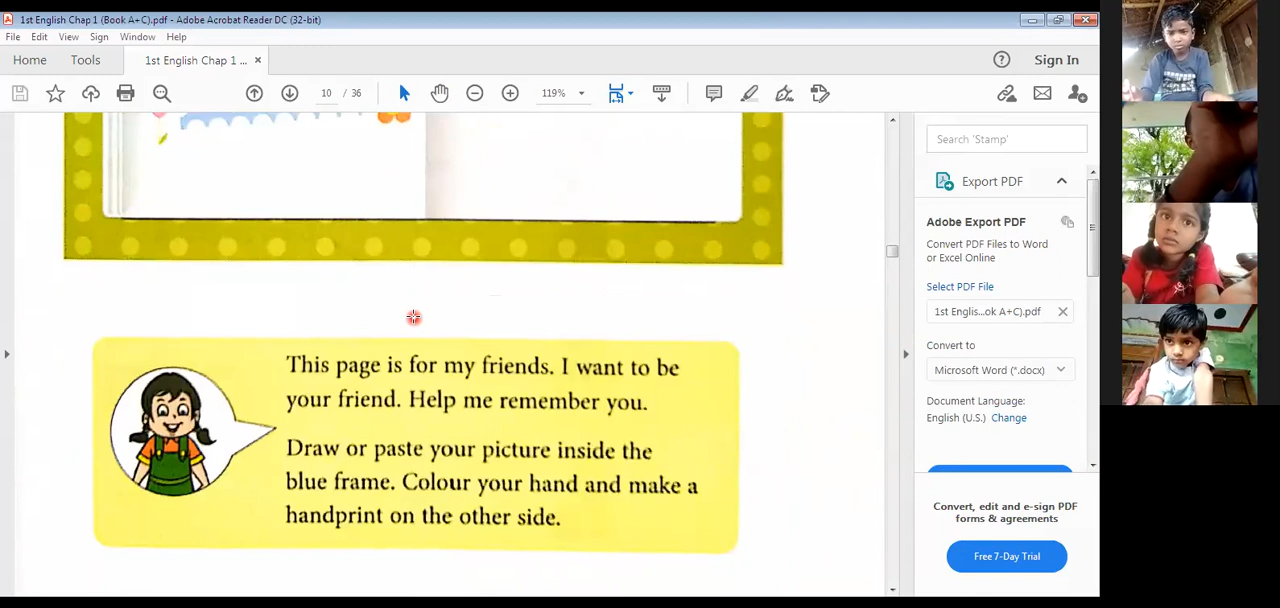 1st English Chap 1 (Book A+C).pdf - Adobe Acrobat Reader DC (32-bit)
File Edit View Sign Window Help
Home Tools 1st English Chap 1 ... × Sign In
10 / 36 119%
Search 'Stamp'
Export PDF
Adobe Export PDF
Convert PDF Files to Word
or Excel Online
Select PDF File
1st Englis...ok A+C).pdf
Convert to
Microsoft Word (*.docx)
Document Language:
English (U.S.) Change
Convert, edit and e-sign PDF
forms & agreements
Free 7-Day Trial
This page is for my friends. I want to be
your friend. Help me remember you.
Draw or paste your picture inside the
blue frame. Colour your hand and make a
handprint on the other side.